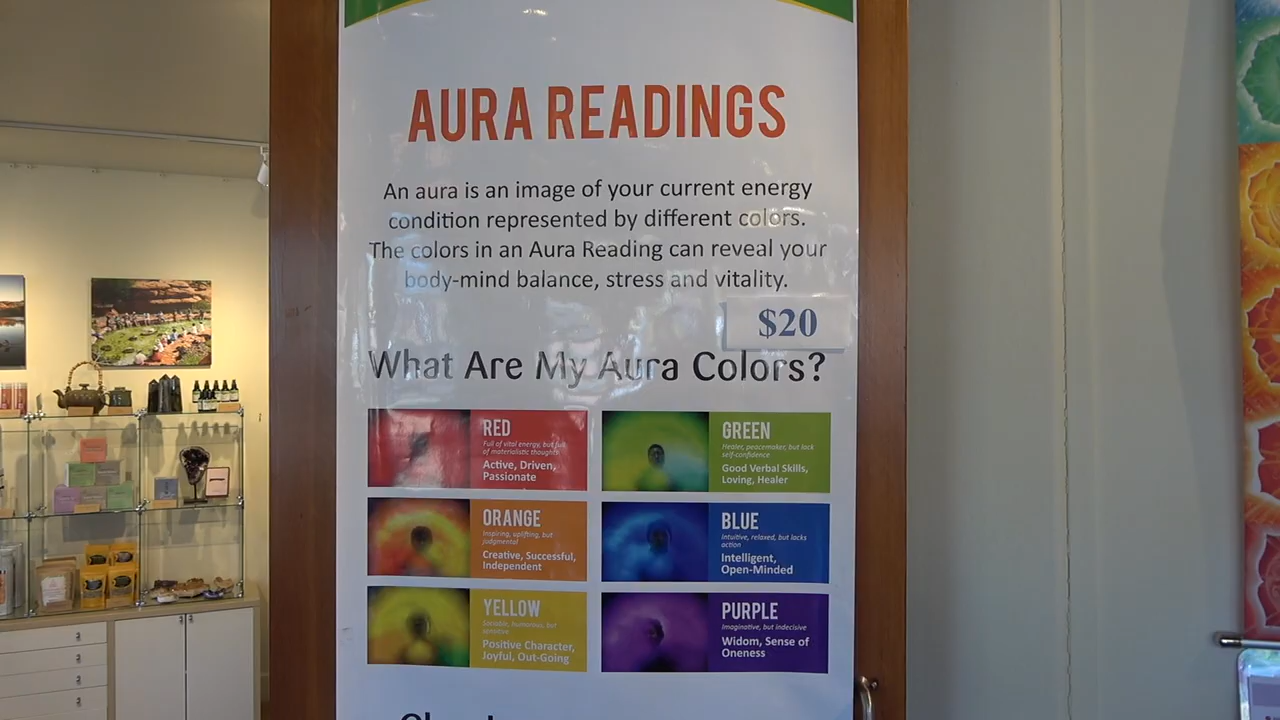 AURA READINGS
An aura is an image of your current energy
condition represented by different colors.
The colors in an Aura Reading can reveal your
body-mind balance, stress and vitality.
$20
What Are My Aura Colors?
RED
Full of vital energy, but full
of materialistic thoughts
Active, Driven,
Passionate
GREEN
Healer, peacemaker, but lack
self-confidence
Good Verbal Skills,
Loving, Healer
ORANGE
Inspiring, uplifting, but
judgmental
Creative, Successful,
Independent
BLUE
Intuitive, relaxed, but lacks
action
Intelligent,
Open-Minded
YELLOW
Sociable, humorous, but
sensitive
Positive Character,
Joyful, Out-Going
PURPLE
Imaginative, but indecisive
Widom, Sense of
Oneness